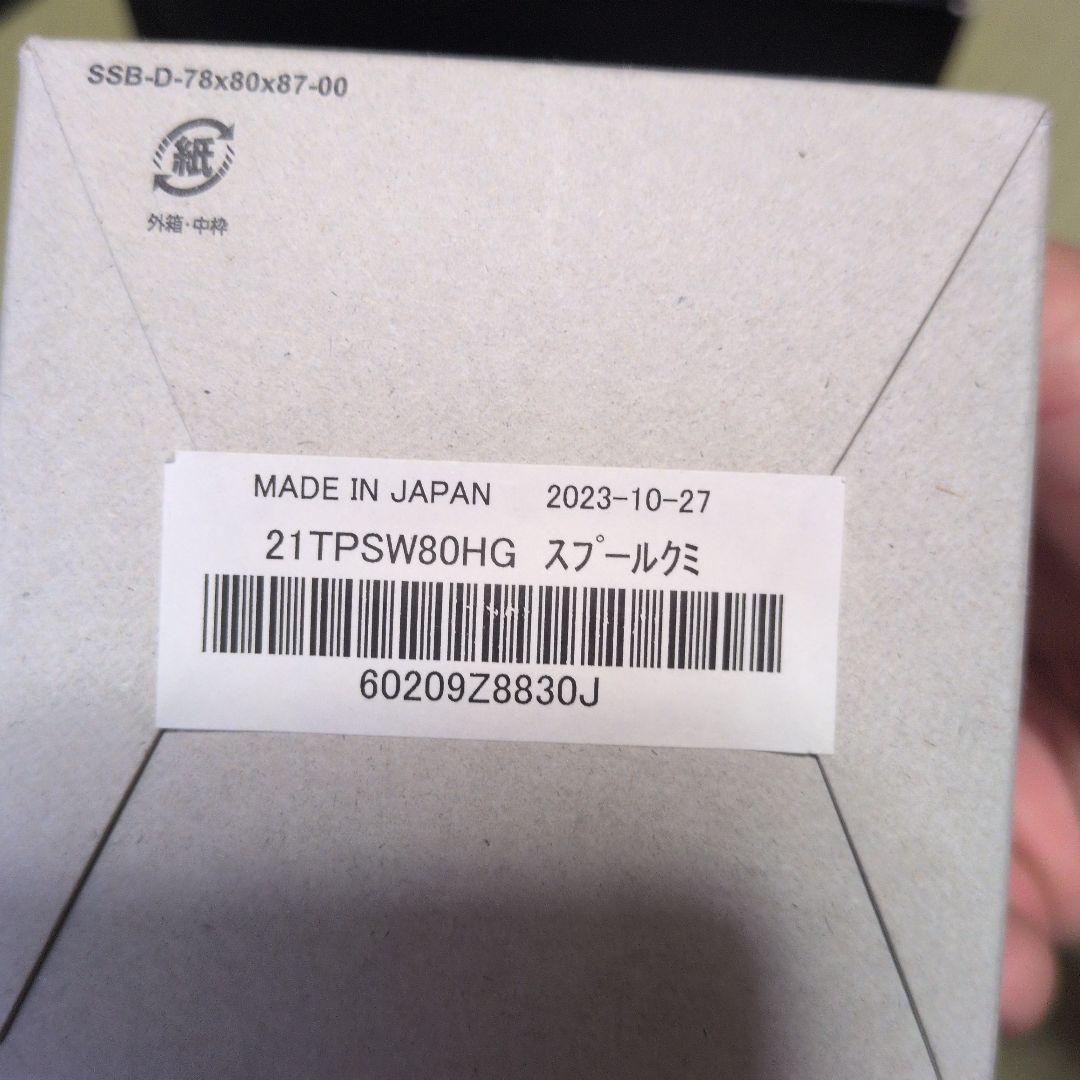 SSB-D-78x80x87-00
紙
外箱・中枠
MADE IN JAPAN 2023-10-27
21TPSW80HG ｽﾌﾟｰﾙｸﾐ
60209Z8830J